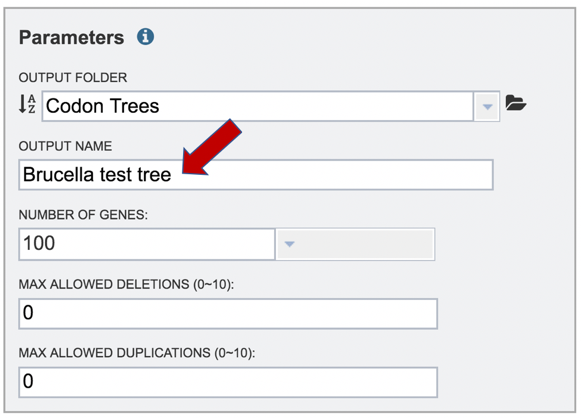 Parameters
OUTPUT FOLDER
Codon Trees
OUTPUT NAME
Brucella test tree
NUMBER OF GENES:
100
MAX ALLOWED DELETIONS (0~10):
0
MAX ALLOWED DUPLICATIONS (0~10):
0